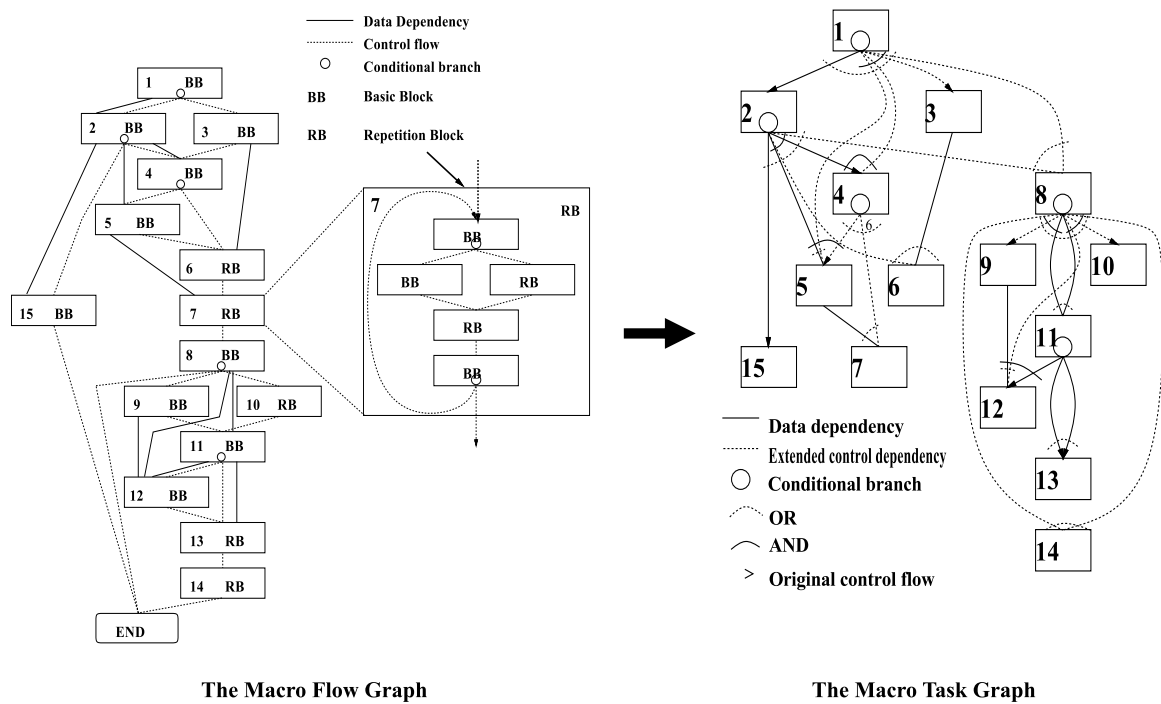 Data Dependency
Control flow
Conditional branch
BB Basic Block
RB Repetition Block
1 BB
2 BB
3 BB
4 BB
5 BB
6 RB
15 BB
7 RB
8 BB
9 BB
10 RB
11 BB
12 BB
13 RB
14 RB
END
7
RB
BB
BB
RB
RB
BB
The Macro Flow Graph
1
2
3
4
6
8
5
6
9
10
15
7
11
12
13
14
Data dependency
Extended control dependency
Conditional branch
OR
AND
Original control flow
The Macro Task Graph